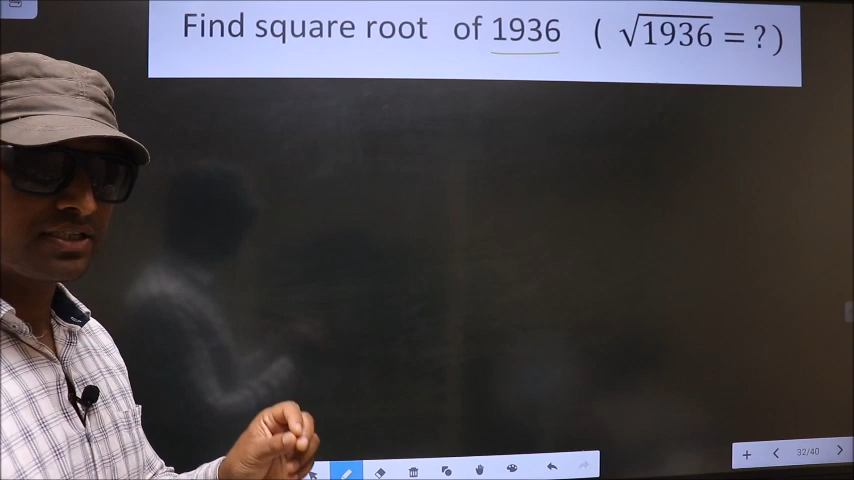 Find square root of 1936 ( √1936 = ? )
32/40